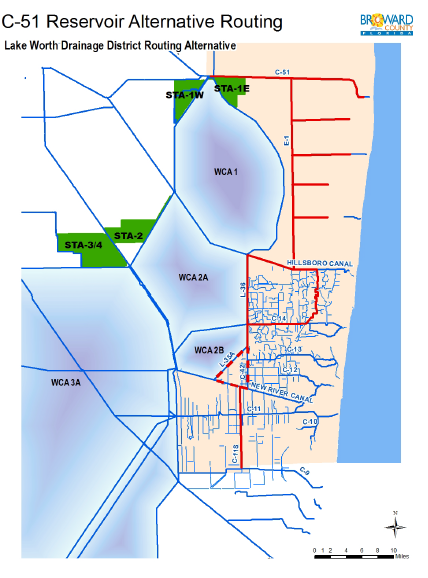 C-51 Reservoir Alternative Routing
BROWARD
COUNTY
FLORIDA
Lake Worth Drainage District Routing Alternative
C-51
STA-1W
STA-1E
E-1
WCA 1
STA-2
STA-3/4
HILLSBORO CANAL
WCA 2A
L-36
C-14
WCA 2B
L-35A
C-13
C-42
C-12
WCA 3A
NEW RIVER CANAL
C-11
C-10
C-11S
C-9
N
0 1 2 4 6 8 10
Miles